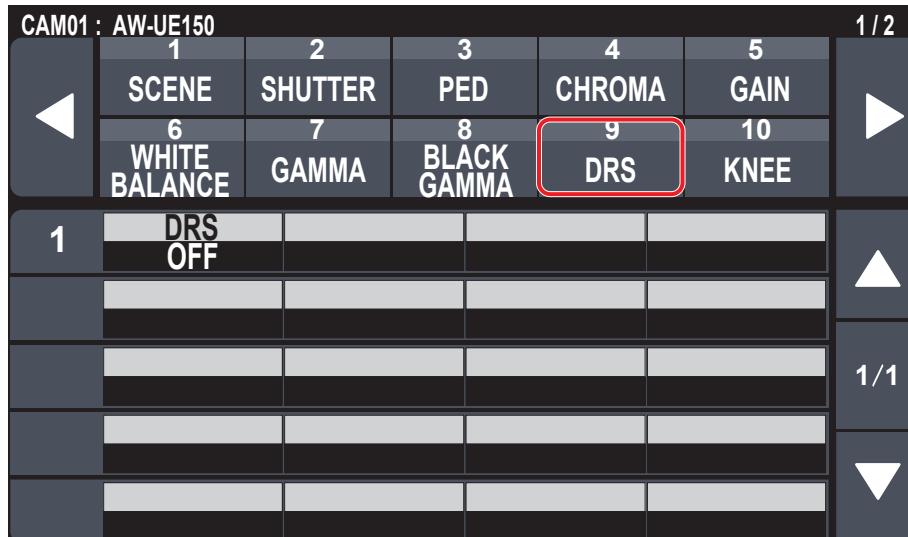 CAM01 : AW-UE150 1 / 2
1 2 3 4 5
SCENE SHUTTER PED CHROMA GAIN
6 7 8 9 10
WHITE BALANCE GAMMA BLACK GAMMA DRS KNEE
1 DRS
OFF
1/1